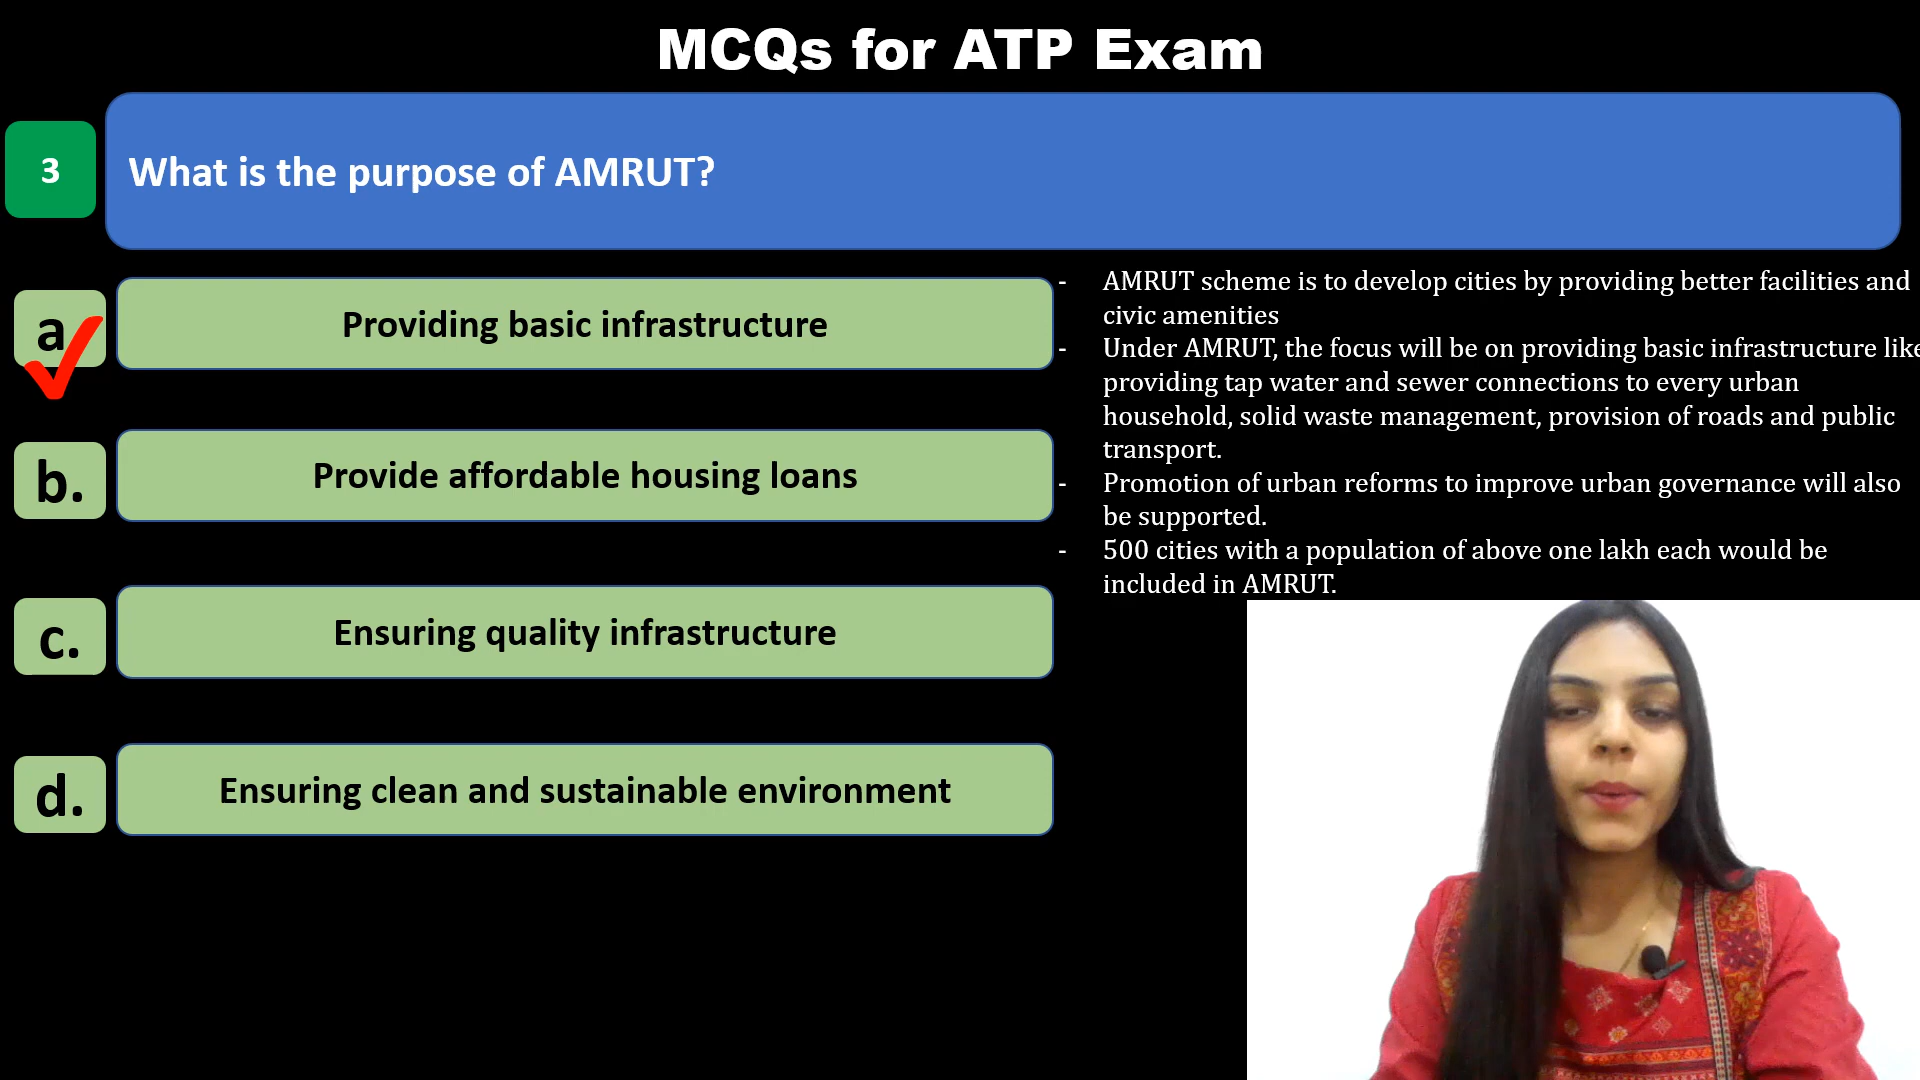 MCQs for ATP Exam
3
What is the purpose of AMRUT?
a
Providing basic infrastructure
b.
Provide affordable housing loans
c.
Ensuring quality infrastructure
d.
Ensuring clean and sustainable environment
- AMRUT scheme is to develop cities by providing better facilities and
civic amenities
- Under AMRUT, the focus will be on providing basic infrastructure like
providing tap water and sewer connections to every urban
household, solid waste management, provision of roads and public
transport.
- Promotion of urban reforms to improve urban governance will also
be supported.
- 500 cities with a population of above one lakh each would be
included in AMRUT.